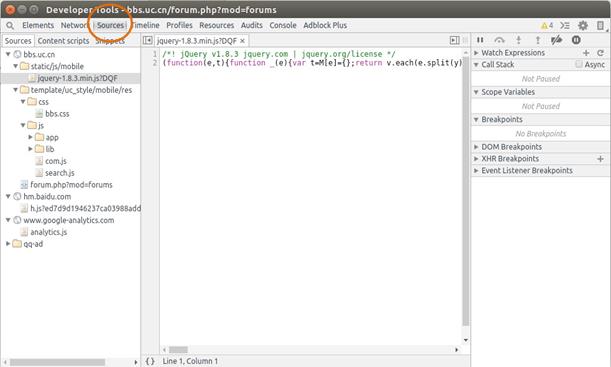 Developer Tools - bbs.uc.cn/forum.php?mod=forums
Elements Network Sources Timeline Profiles Resources Audits Console Adblock Plus 4
Sources Content scripts Snippets
jquery-1.8.3.min.js?DQF ×
Watch Expressions
bbs.uc.cn
static/js/mobile
jquery-1.8.3.min.js?DQF
template/uc_style/mobile/res
css
bbs.css
js
app
lib
com.js
search.js
forum.php?mod=forums
hm.baidu.com
h.js?ed7d9d1946237ca03988add
www.google-analytics.com
analytics.js
qq-ad
1 /*! jQuery v1.8.3 jquery.com | jquery.org/license */
2 (function(e,t){function _(e){var t=M[e]={};return v.each(e.split(y)
{} Line 1, Column 1
Call Stack Async
Not Paused
Scope Variables
Not Paused
Breakpoints
No Breakpoints
DOM Breakpoints
XHR Breakpoints
Event Listener Breakpoints